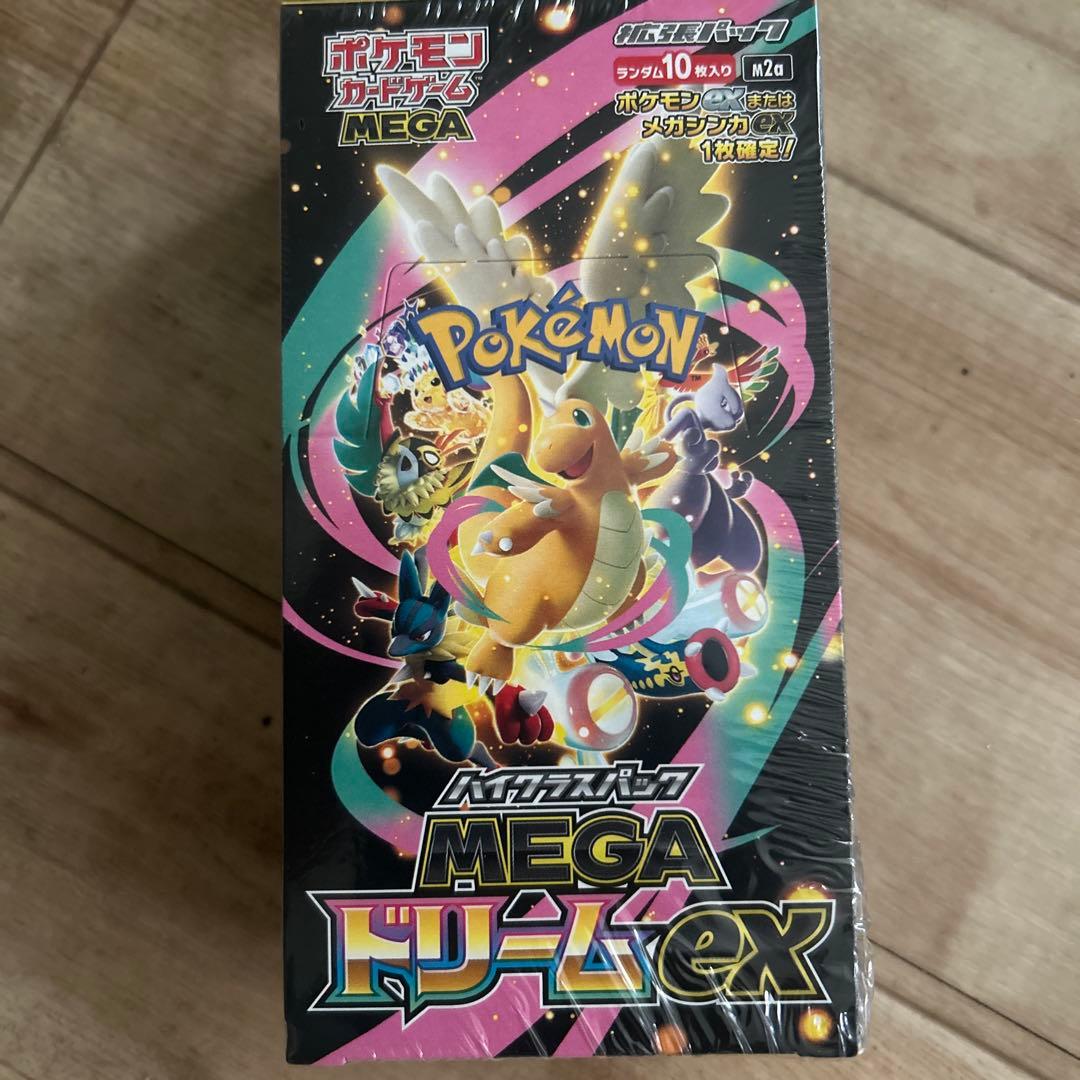 ポケモン
カードゲーム
MEGA
拡張パック
ランダム10枚入り M2a
ポケモンexまたは
メガシンカex
1枚確定!
POKéMON
TM
ハイクラスパック
MEGA
ドリームex